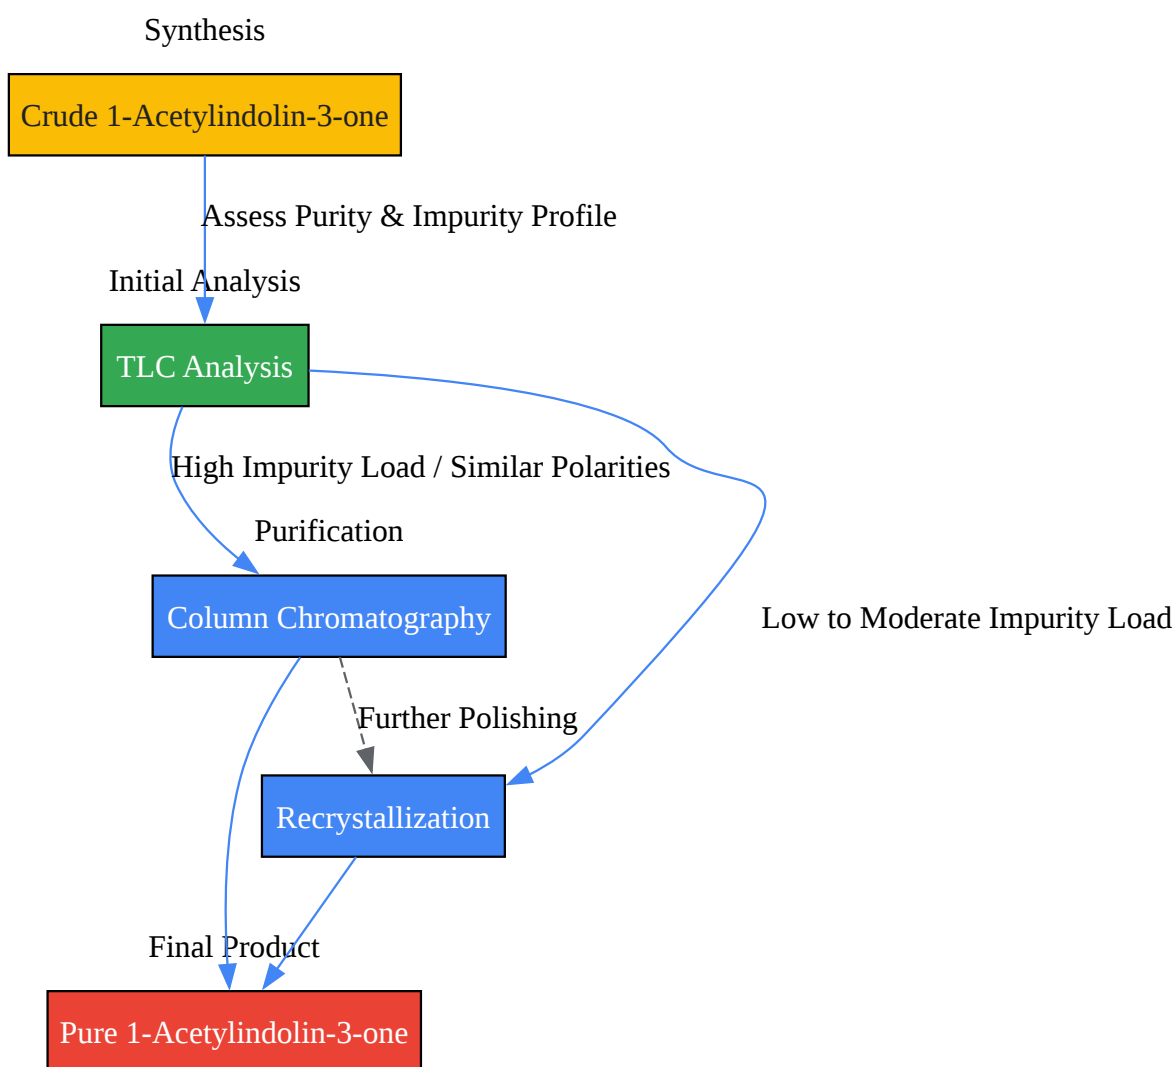 Synthesis
Crude 1-Acetylindolin-3-one
Assess Purity & Impurity Profile
Initial Analysis
TLC Analysis
High Impurity Load / Similar Polarities
Purification
Column Chromatography
Low to Moderate Impurity Load
Further Polishing
Recrystallization
Final Product
Pure 1-Acetylindolin-3-one